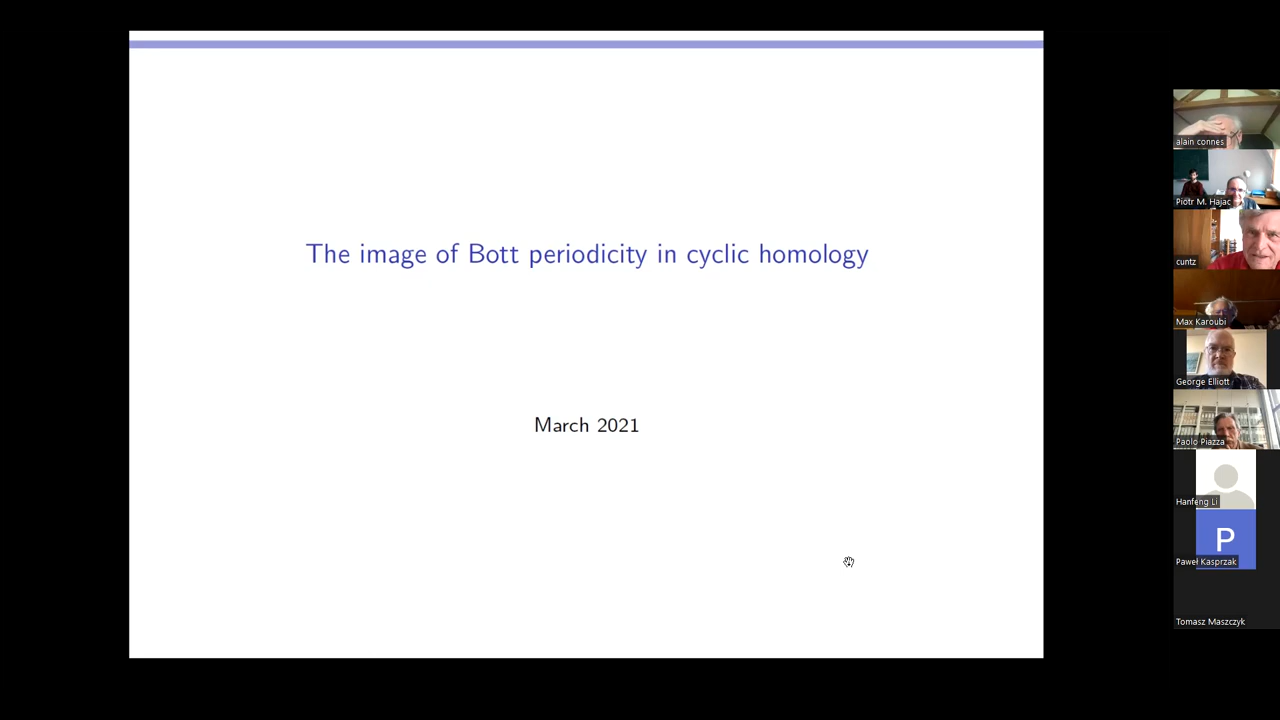 The image of Bott periodicity in cyclic homology
March 2021
alain connes
Piotr M. Hajac
cuntz
Max Karoubi
George Elliott
Paolo Piazza
Hanfeng Li
P
Paweł Kasprzak
Tomasz Maszczyk